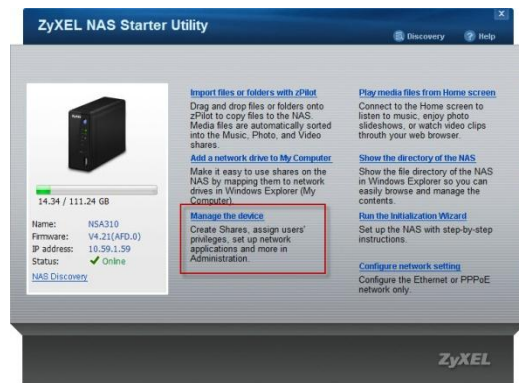 ZyXEL NAS Starter Utility
Discovery
Help
Import files or folders with zPilot
Drag and drop files or folders onto
zPilot to copy files to the NAS.
Media files are automatically sorted
into the Music, Photo, and Video
shares.
Add a network drive to My Computer
Make it easy to use shares on the
NAS by mapping them to network
drives in Windows Explorer (My
Computer).
Manage the device
Create Shares, assign users'
privileges, set up network
applications and more in
Administration.
Play media files from Home screen
Connect to the Home screen to
listen to music, enjoy photo
slideshows, or watch video clips
throuth your web browser.
Show the directory of the NAS
Show the file directory of the NAS
in Windows Explorer so you can
easily browse and manage the
contents.
Run the Initialization Wizard
Set up the NAS with step-by-step
instructions.
Configure network setting
Configure the Ethernet or PPPoE
network only.
14.34 / 111.24 GB
Name: NSA310
Firmware: V4.21(AFD.0)
IP address: 10.59.1.59
Status: Online
NAS Discovery
ZyXEL